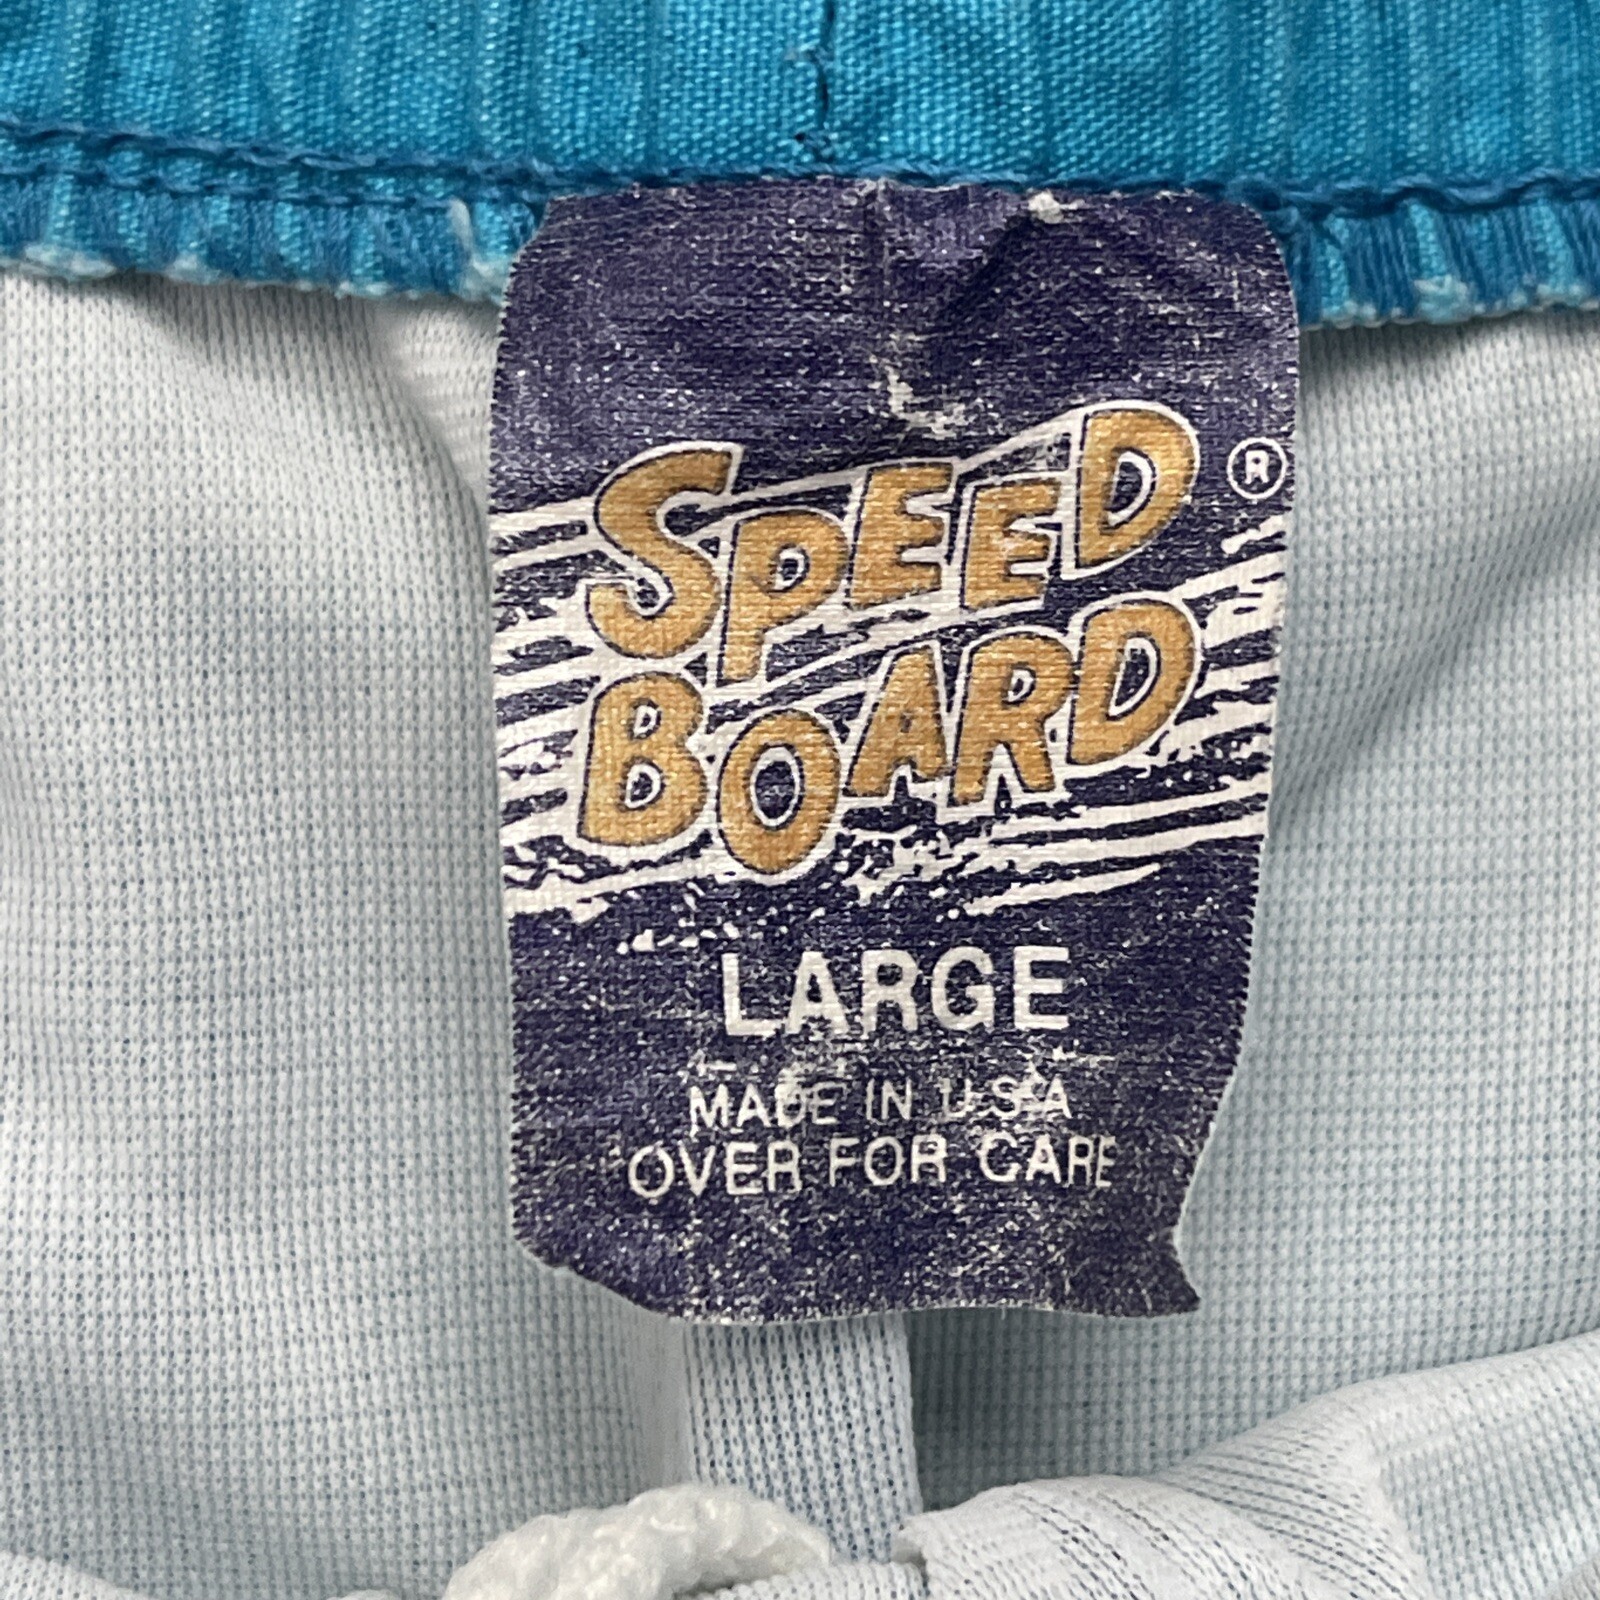 SPEED ®
BOARD
LARGE
MADE IN U.S.A
OVER FOR CARE